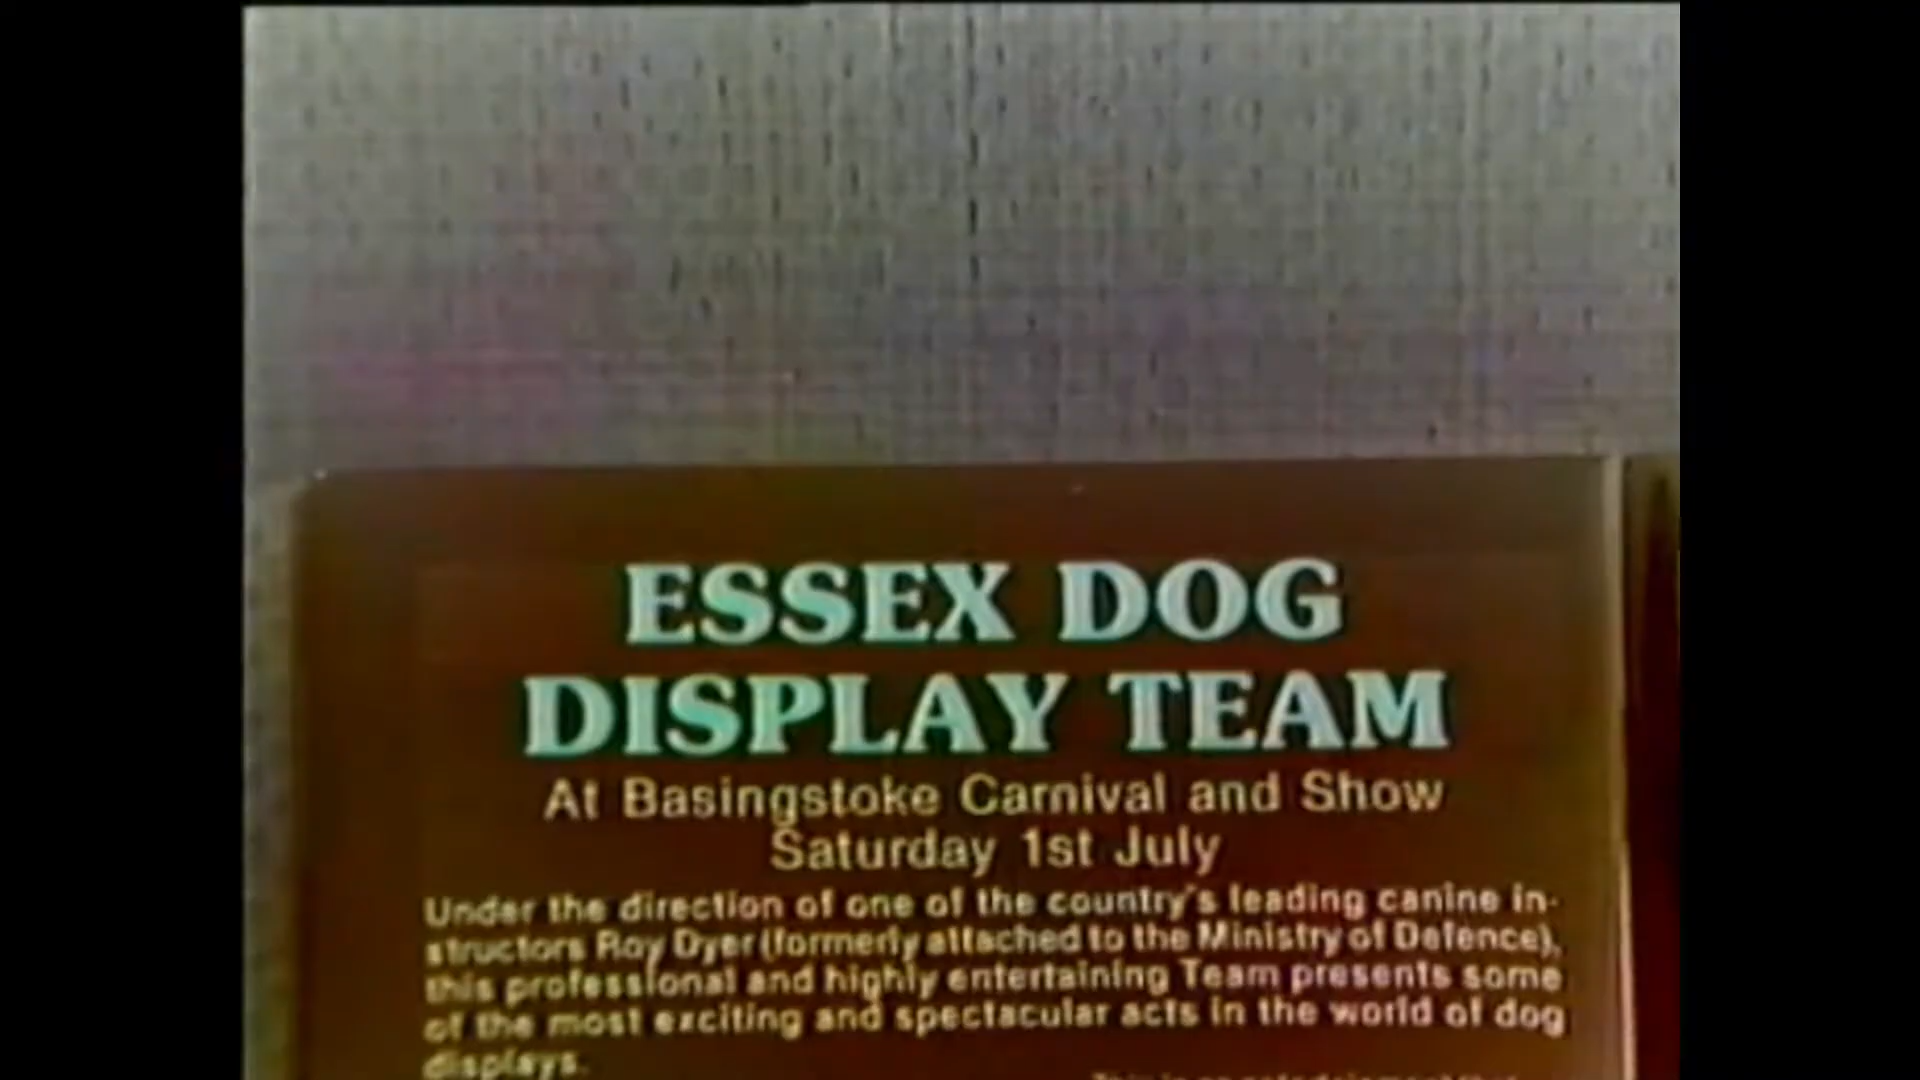 ESSEX DOG
DISPLAY TEAM
At Basingstoke Carnival and Show
Saturday 1st July
Under the direction of one of the country's leading canine in-
structors Roy Dyer (formerly attached to the Ministry of Defence),
this professional and highly entertaining Team presents some
of the most exciting and spectacular acts in the world of dog
displays.